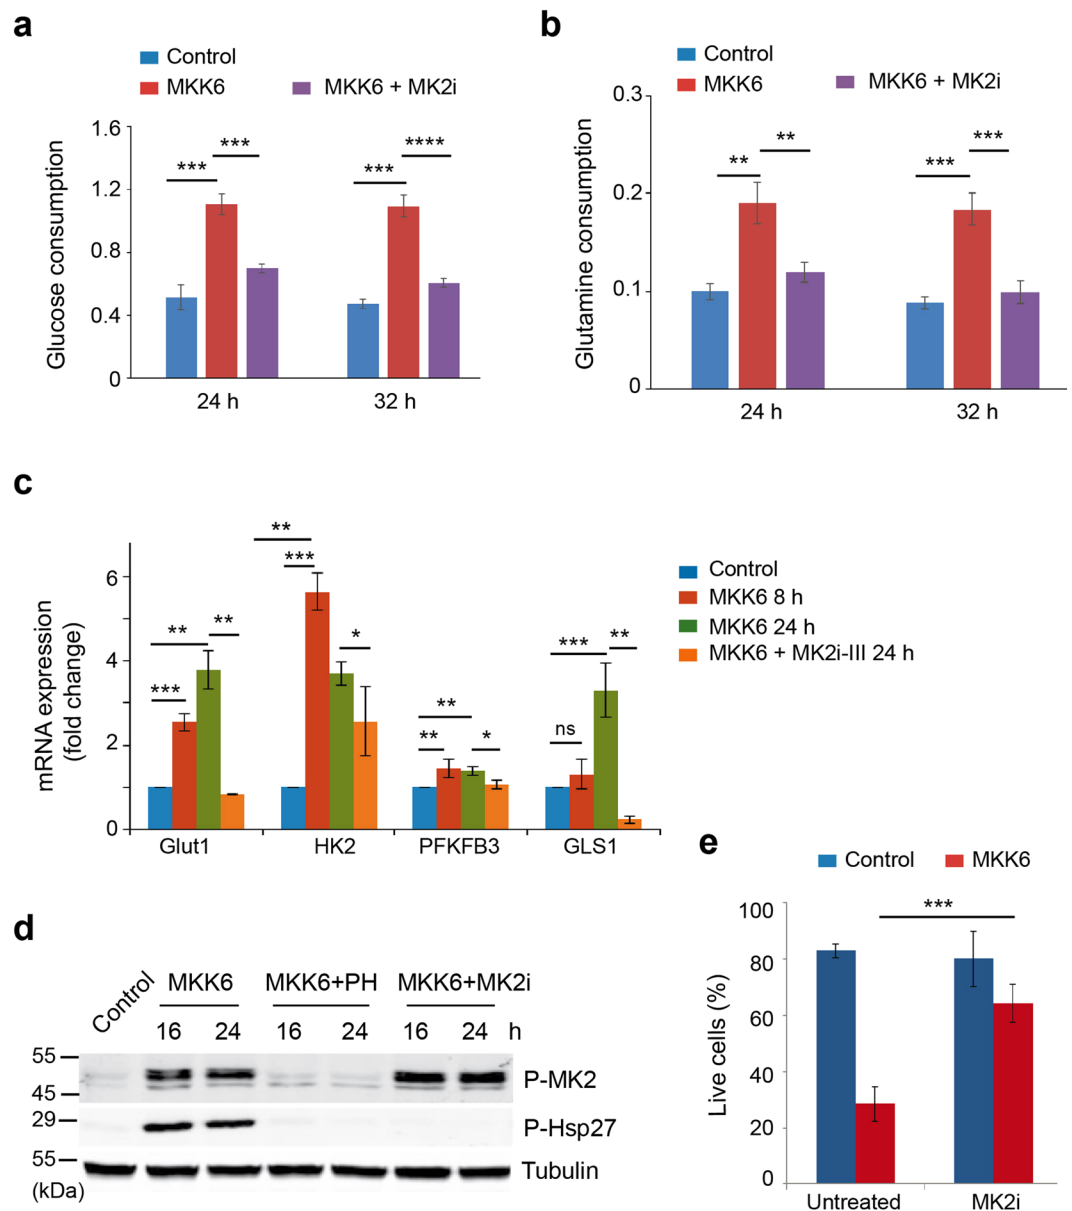 a
Control
MKK6
MKK6 + MK2i
Glucose consumption
1.6
1.2
0.8
0.4
0
***
***
***
****
24 h
32 h
b
Control
MKK6
MKK6 + MK2i
Glutamine consumption
0.3
0.2
0.1
0
**
**
***
***
24 h
32 h
c
mRNA expression
(fold change)
6
4
2
0
***
**
**
**
***
*
**
**
*
ns
***
**
Glut1
HK2
PFKFB3
GLS1
Control
MKK6 8 h
MKK6 24 h
MKK6 + MK2i-III 24 h
d
Control
MKK6
MKK6+PH
MKK6+MK2i
16 24 16 24 16 24 h
55
45
P-MK2
29
P-Hsp27
55
Tubulin
(kDa)
e
Control
MKK6
Live cells (%)
100
80
60
40
20
0
***
Untreated
MK2i